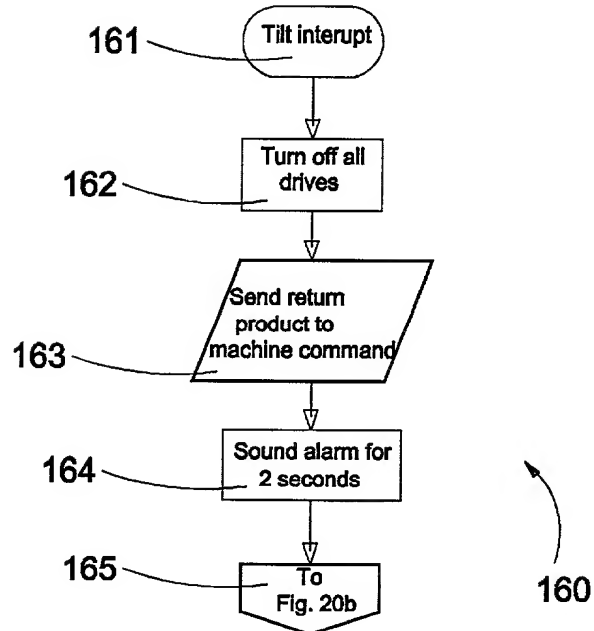 161
Tilt interupt
162
Turn off all
drives
163
Send return
product to
machine command
164
Sound alarm for
2 seconds
165
To
Fig. 20b
160